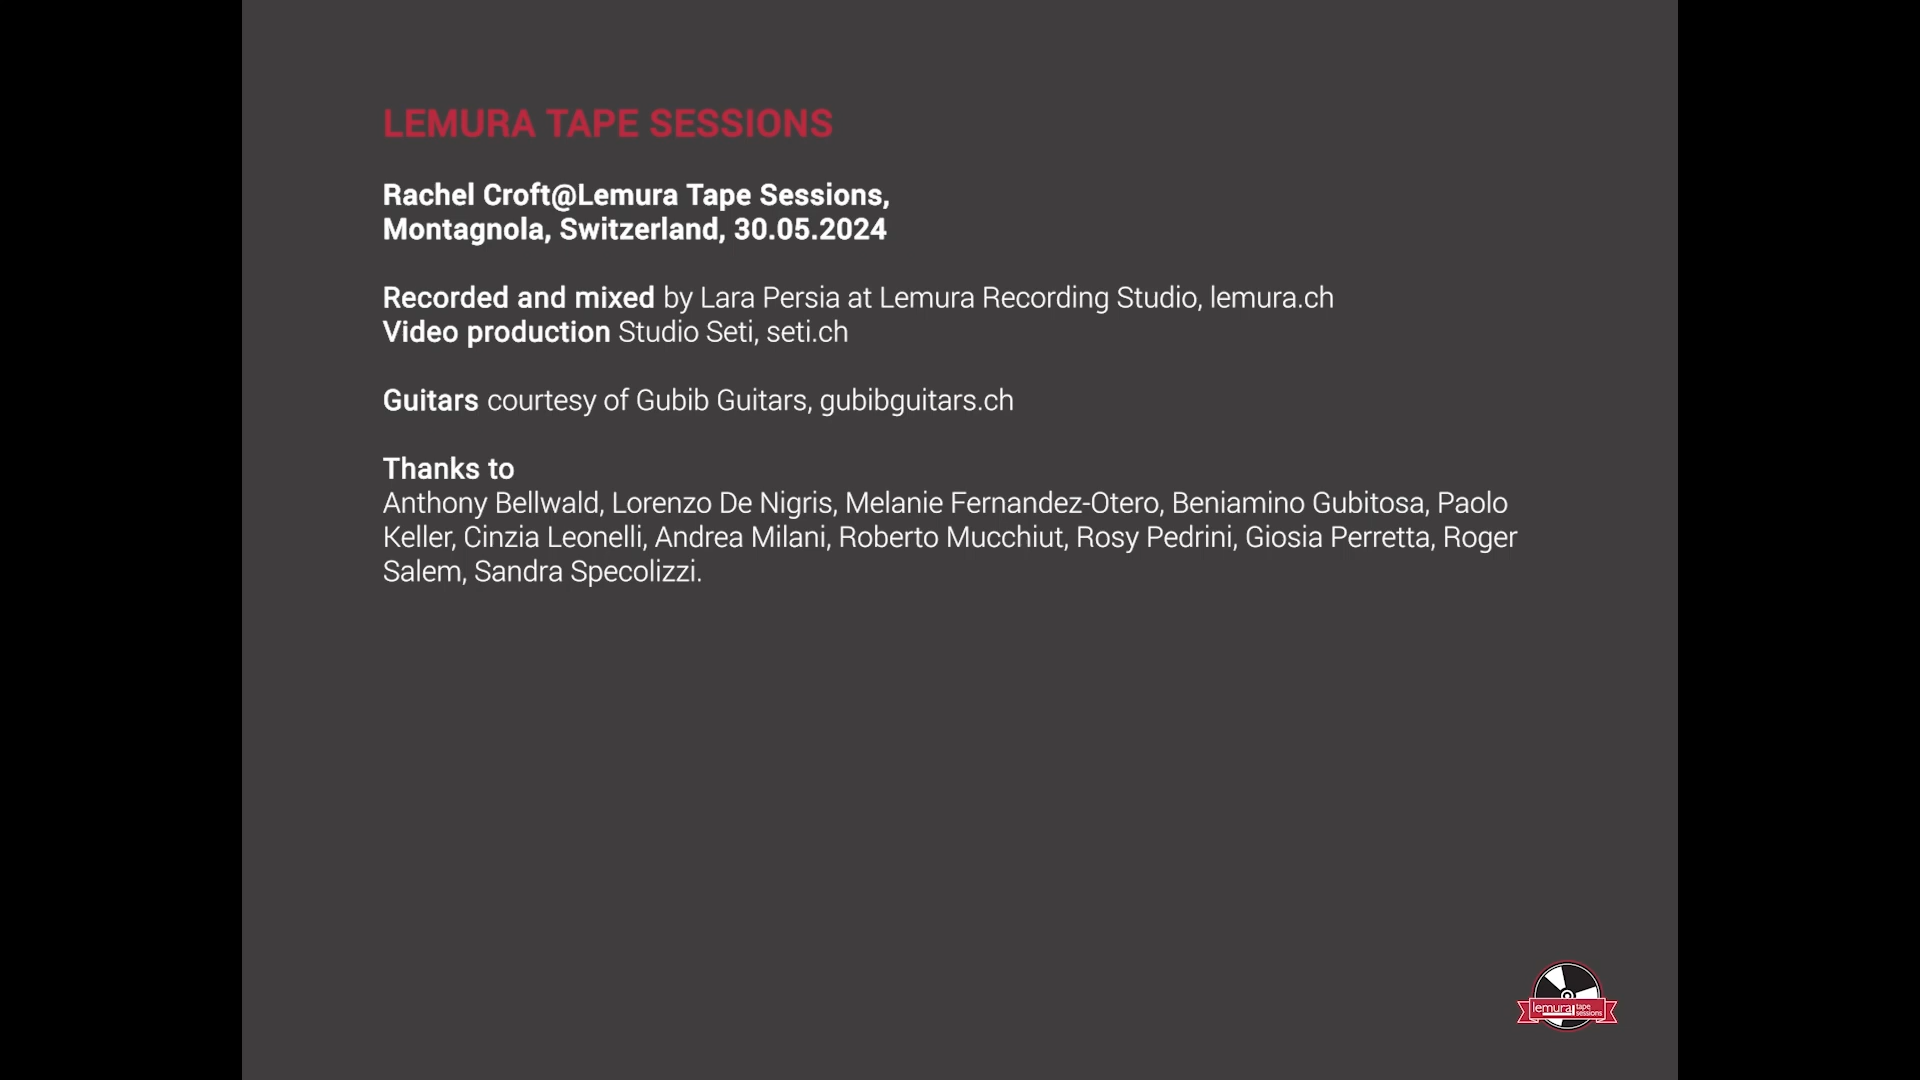 LEMURA TAPE SESSIONS
Rachel Croft@Lemura Tape Sessions,
Montagnola, Switzerland, 30.05.2024
Recorded and mixed by Lara Persia at Lemura Recording Studio, lemura.ch
Video production Studio Seti, seti.ch
Guitars courtesy of Gubib Guitars, gubibguitars.ch
Thanks to
Anthony Bellwald, Lorenzo De Nigris, Melanie Fernandez-Otero, Beniamino Gubitosa, Paolo
Keller, Cinzia Leonelli, Andrea Milani, Roberto Mucchiut, Rosy Pedrini, Giosia Perretta, Roger
Salem, Sandra Specolizzi.
lemura tape
sessions